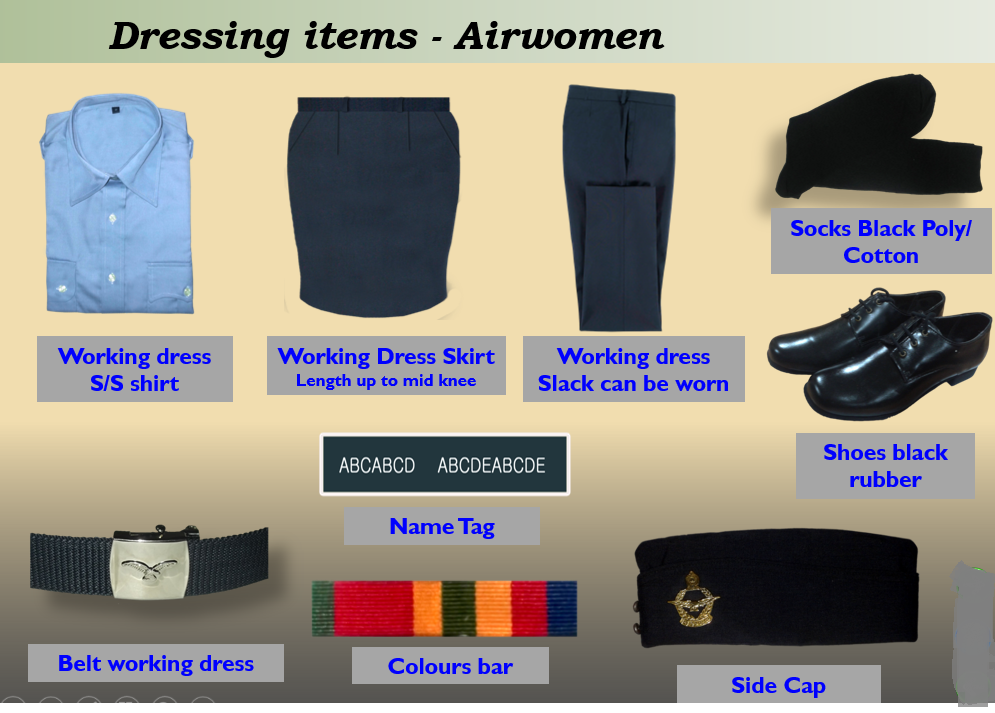 Dressing items - Airwomen
Working dress
S/S shirt
Working Dress Skirt
Length up to mid knee
Working dress
Slack can be worn
Socks Black Poly/
Cotton
Shoes black
rubber
ABCABCD ABCDEABCDE
Name Tag
Belt working dress
Colours bar
Side Cap